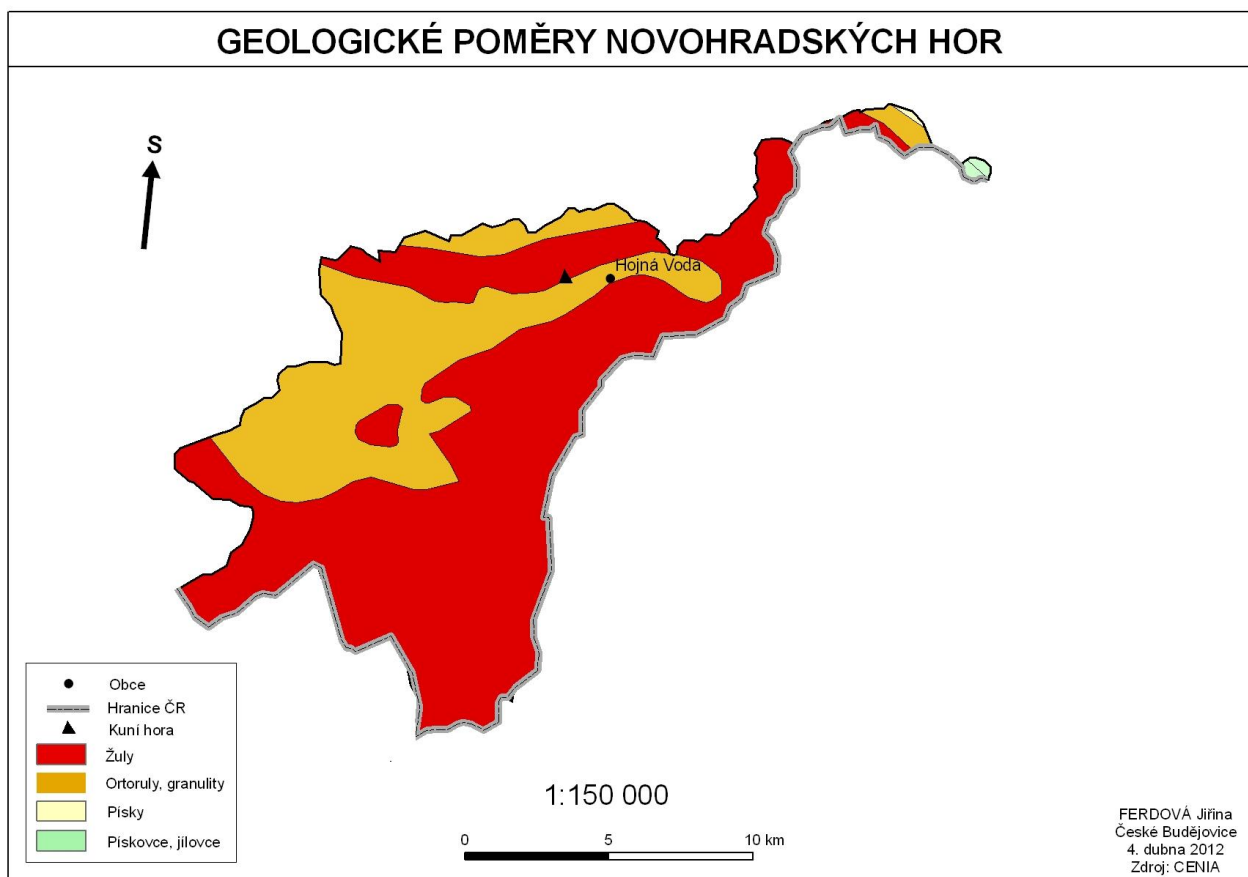 GEOLOGICKÉ POMĚRY NOVOHRADSKÝCH HOR
S
Hojná Voda
Obce
Hranice ČR
Kuní hora
Žuly
Ortoruly, granulity
Písky
Pískovce, jílovce
1:150 000
0 5 10 km
FERDOVÁ Jiřina
České Budějovice
4. dubna 2012
Zdroj: CENIA